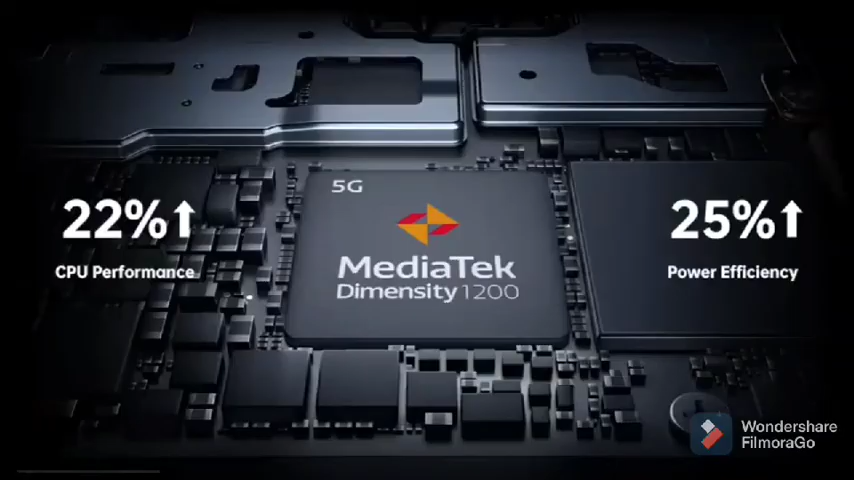 5G
22%↑
CPU Performance
MediaTek
Dimensity 1200
25%↑
Power Efficiency
Wondershare
FilmoraGo